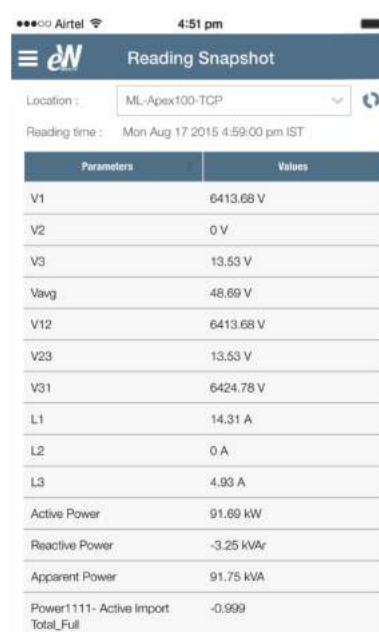 Airtel 4:51 pm
eW Reading Snapshot
Location : ML-Apex100-TCP
Reading time : Mon Aug 17 2015 4:59:00 pm IST
Parameters Values
V1 6413.68 V
V2 0 V
V3 13.53 V
Vavg 48.69 V
V12 6413.68 V
V23 13.53 V
V31 6424.78 V
L1 14.31 A
L2 0 A
L3 4.93 A
Active Power 91.69 kW
Reactive Power -3.25 kVAr
Apparent Power 91.75 kVA
Power1111- Active Import -0.999
Total_Full